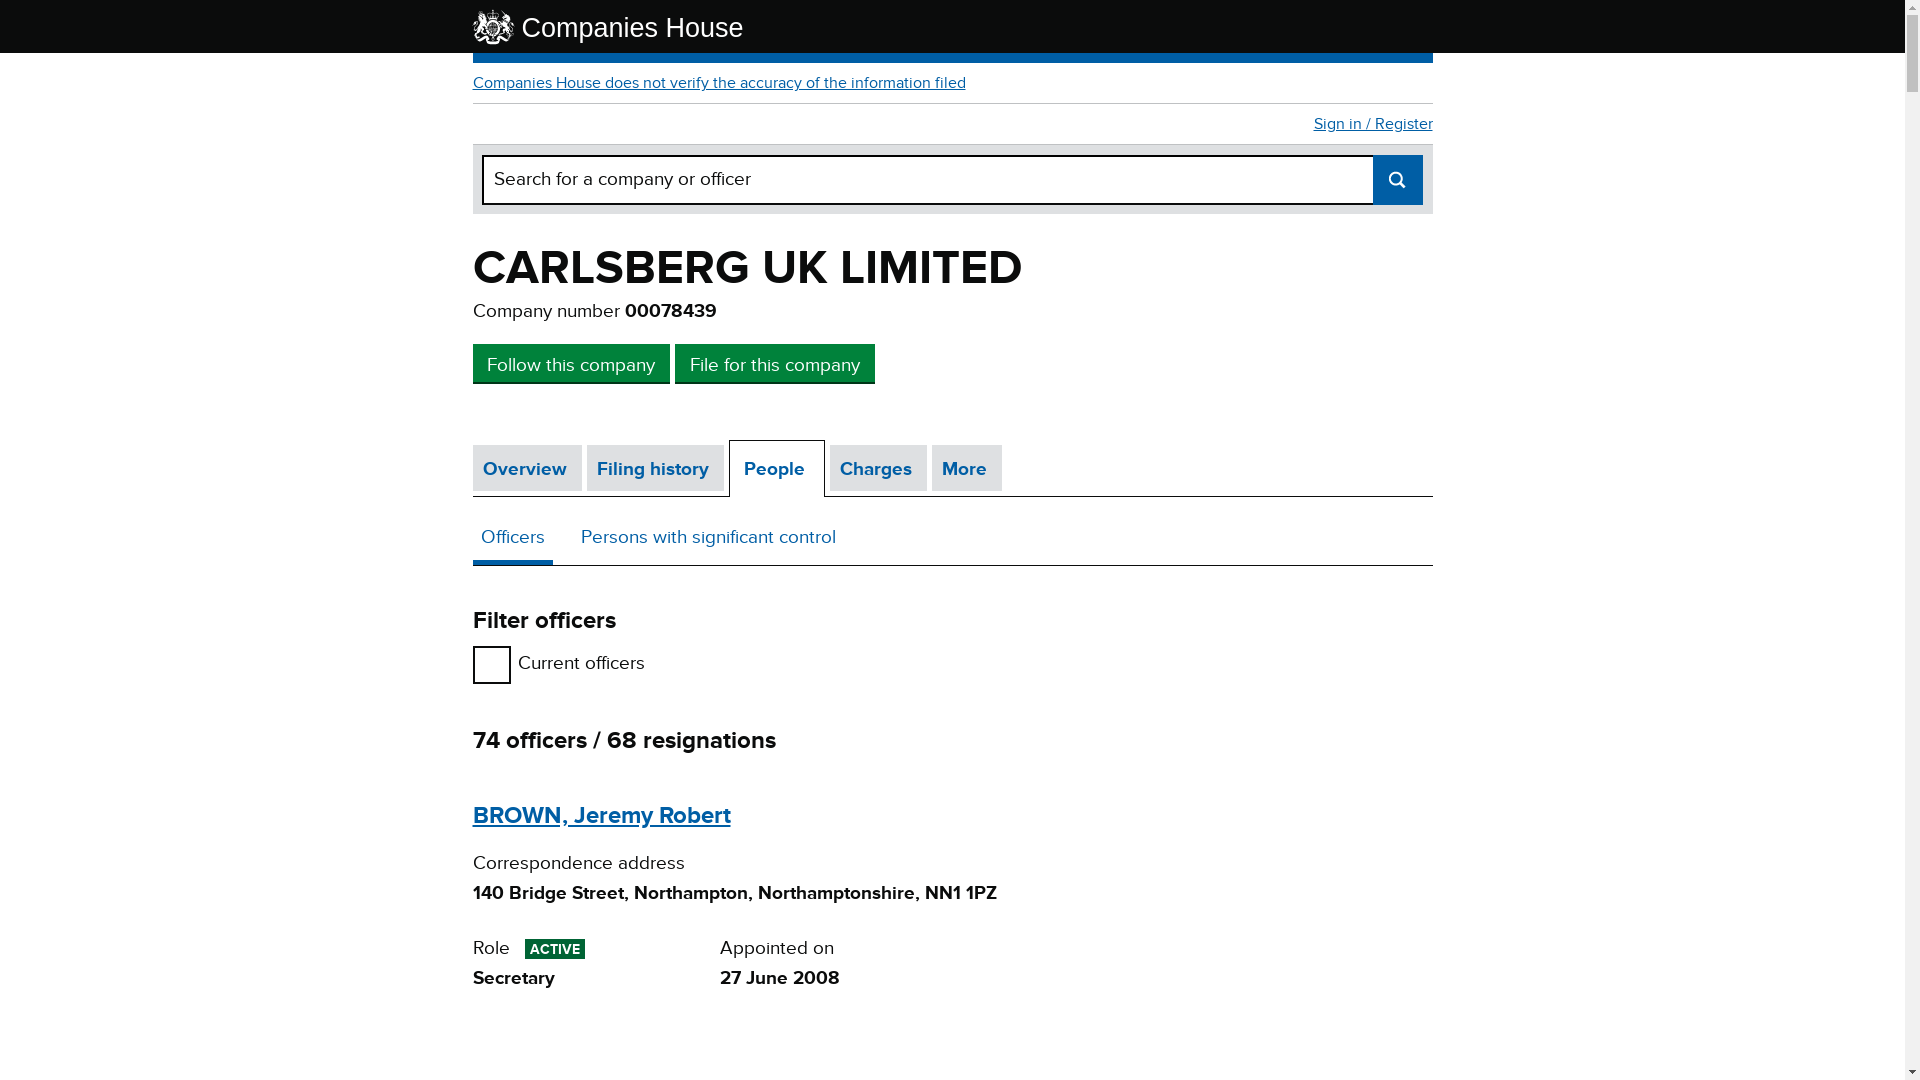 Companies House
Companies House does not verify the accuracy of the information filed
Sign in / Register
Search for a company or officer
CARLSBERG UK LIMITED
Company number 00078439
Follow this company File for this company
Overview Filing history People Charges More
Officers Persons with significant control
Filter officers
Current officers
74 officers / 68 resignations
BROWN, Jeremy Robert
Correspondence address
140 Bridge Street, Northampton, Northamptonshire, NN1 1PZ
Role ACTIVE Appointed on
Secretary 27 June 2008